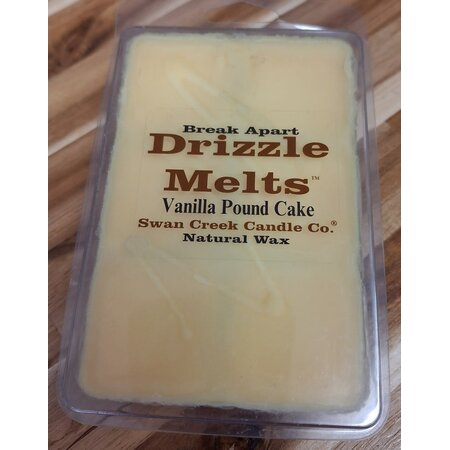 Break Apart
Drizzle
Melts™
Vanilla Pound Cake
Swan Creek Candle Co.®
Natural Wax